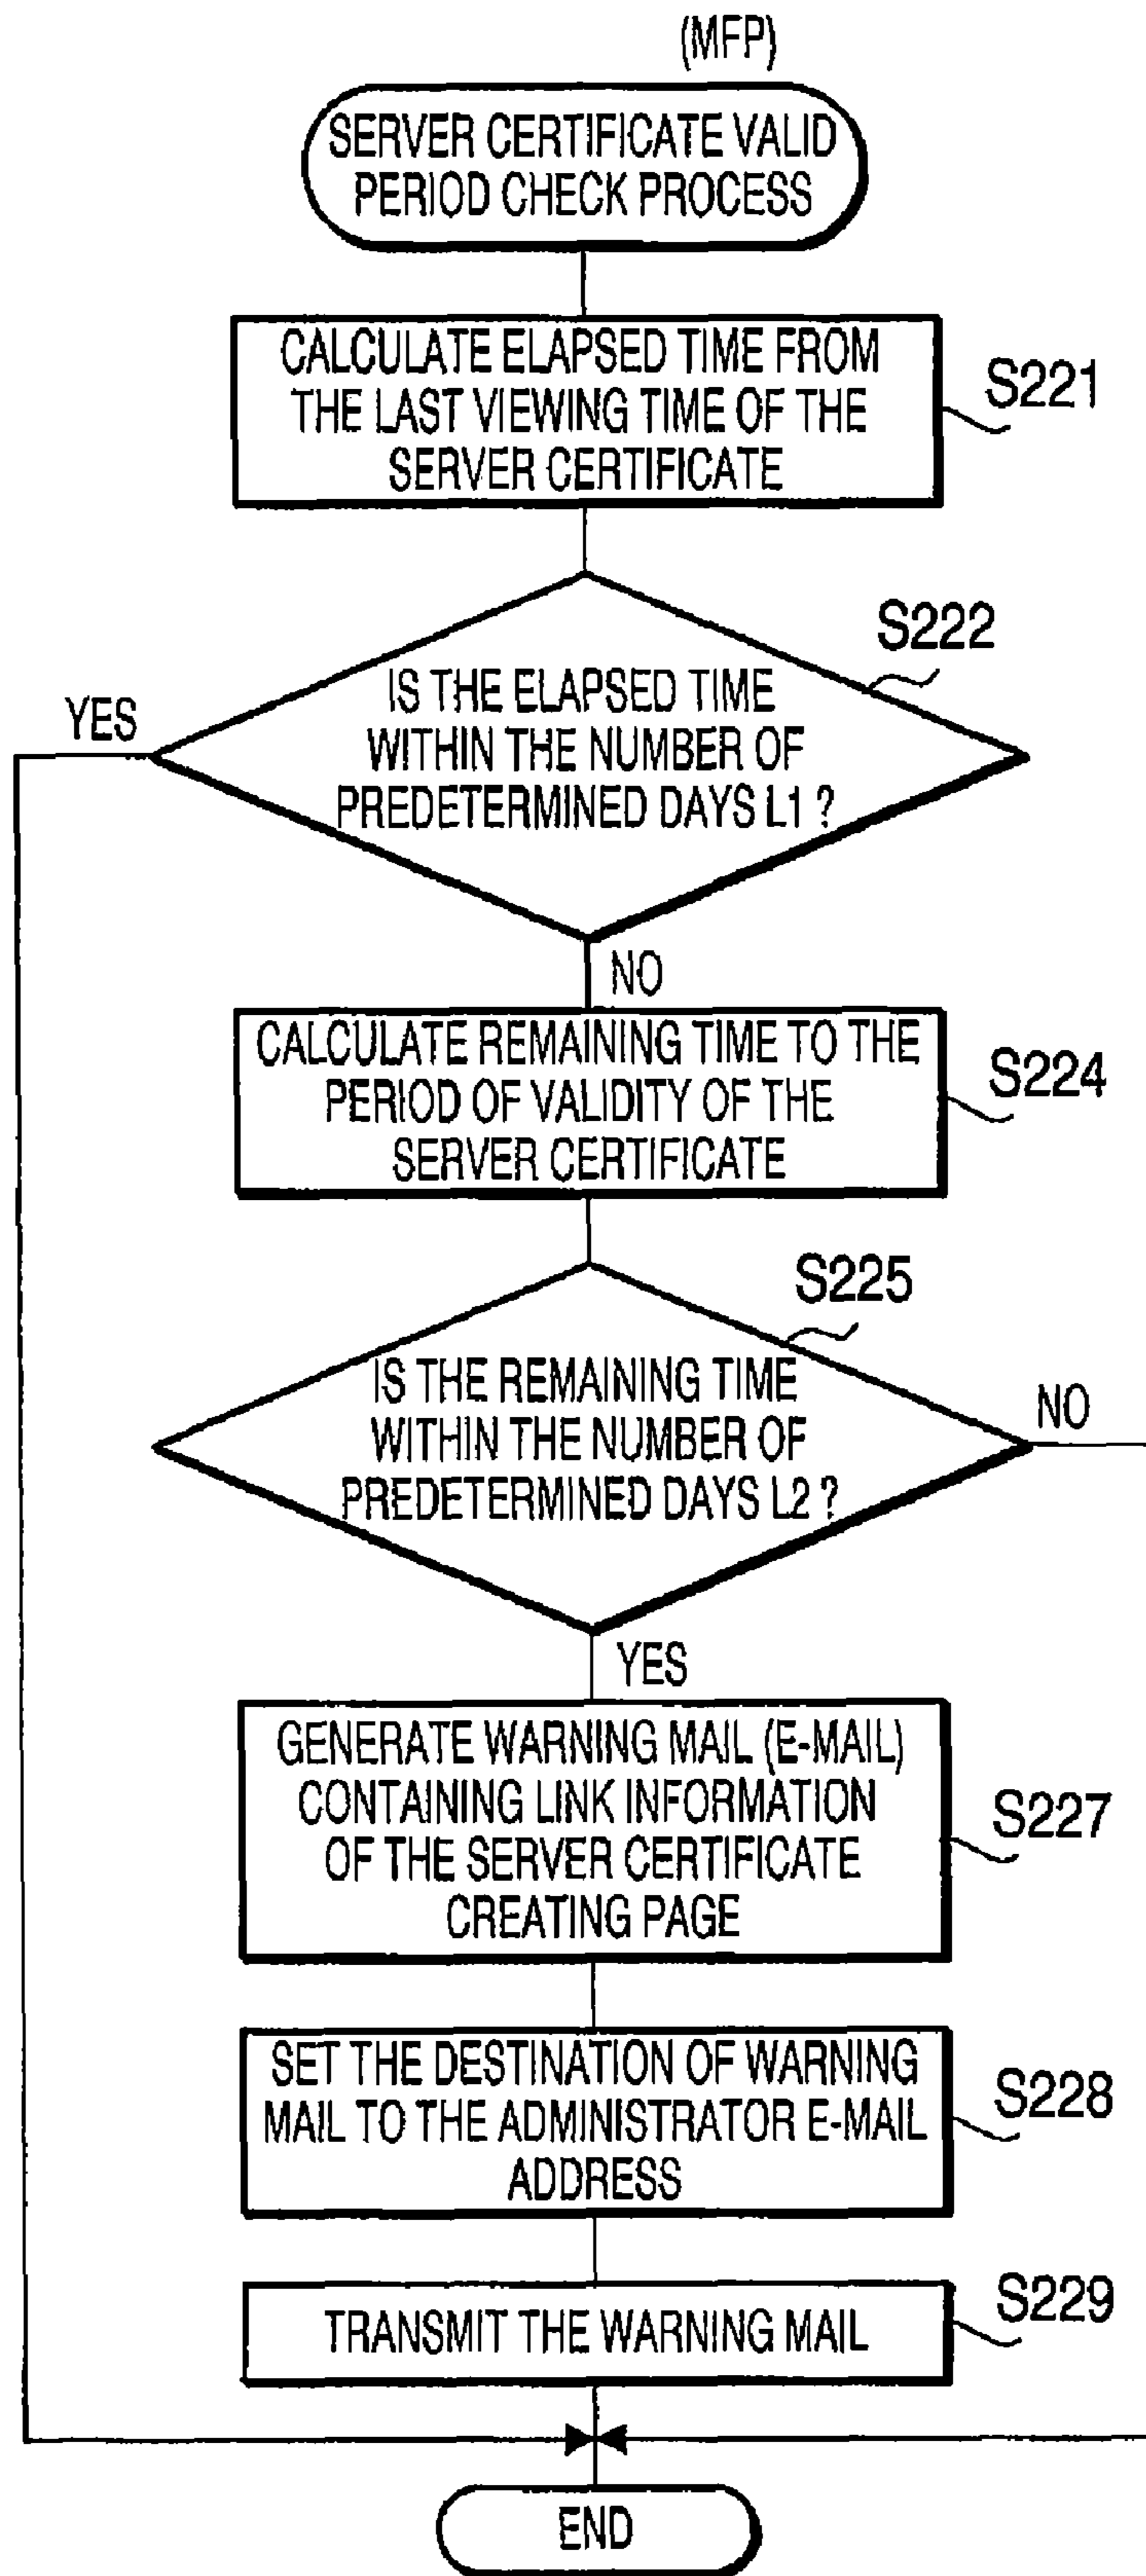 (MFP)
SERVER CERTIFICATE VALID
PERIOD CHECK PROCESS
CALCULATE ELAPSED TIME FROM
THE LAST VIEWING TIME OF THE
SERVER CERTIFICATE
S221
S222
YES
IS THE ELAPSED TIME
WITHIN THE NUMBER OF
PREDETERMINED DAYS L1 ?
NO
CALCULATE REMAINING TIME TO THE
PERIOD OF VALIDITY OF THE
SERVER CERTIFICATE
S224
S225
IS THE REMAINING TIME
WITHIN THE NUMBER OF
PREDETERMINED DAYS L2 ?
NO
YES
GENERATE WARNING MAIL (E-MAIL)
CONTAINING LINK INFORMATION
OF THE SERVER CERTIFICATE
CREATING PAGE
S227
SET THE DESTINATION OF WARNING
MAIL TO THE ADMINISTRATOR E-MAIL
ADDRESS
S228
TRANSMIT THE WARNING MAIL
S229
END